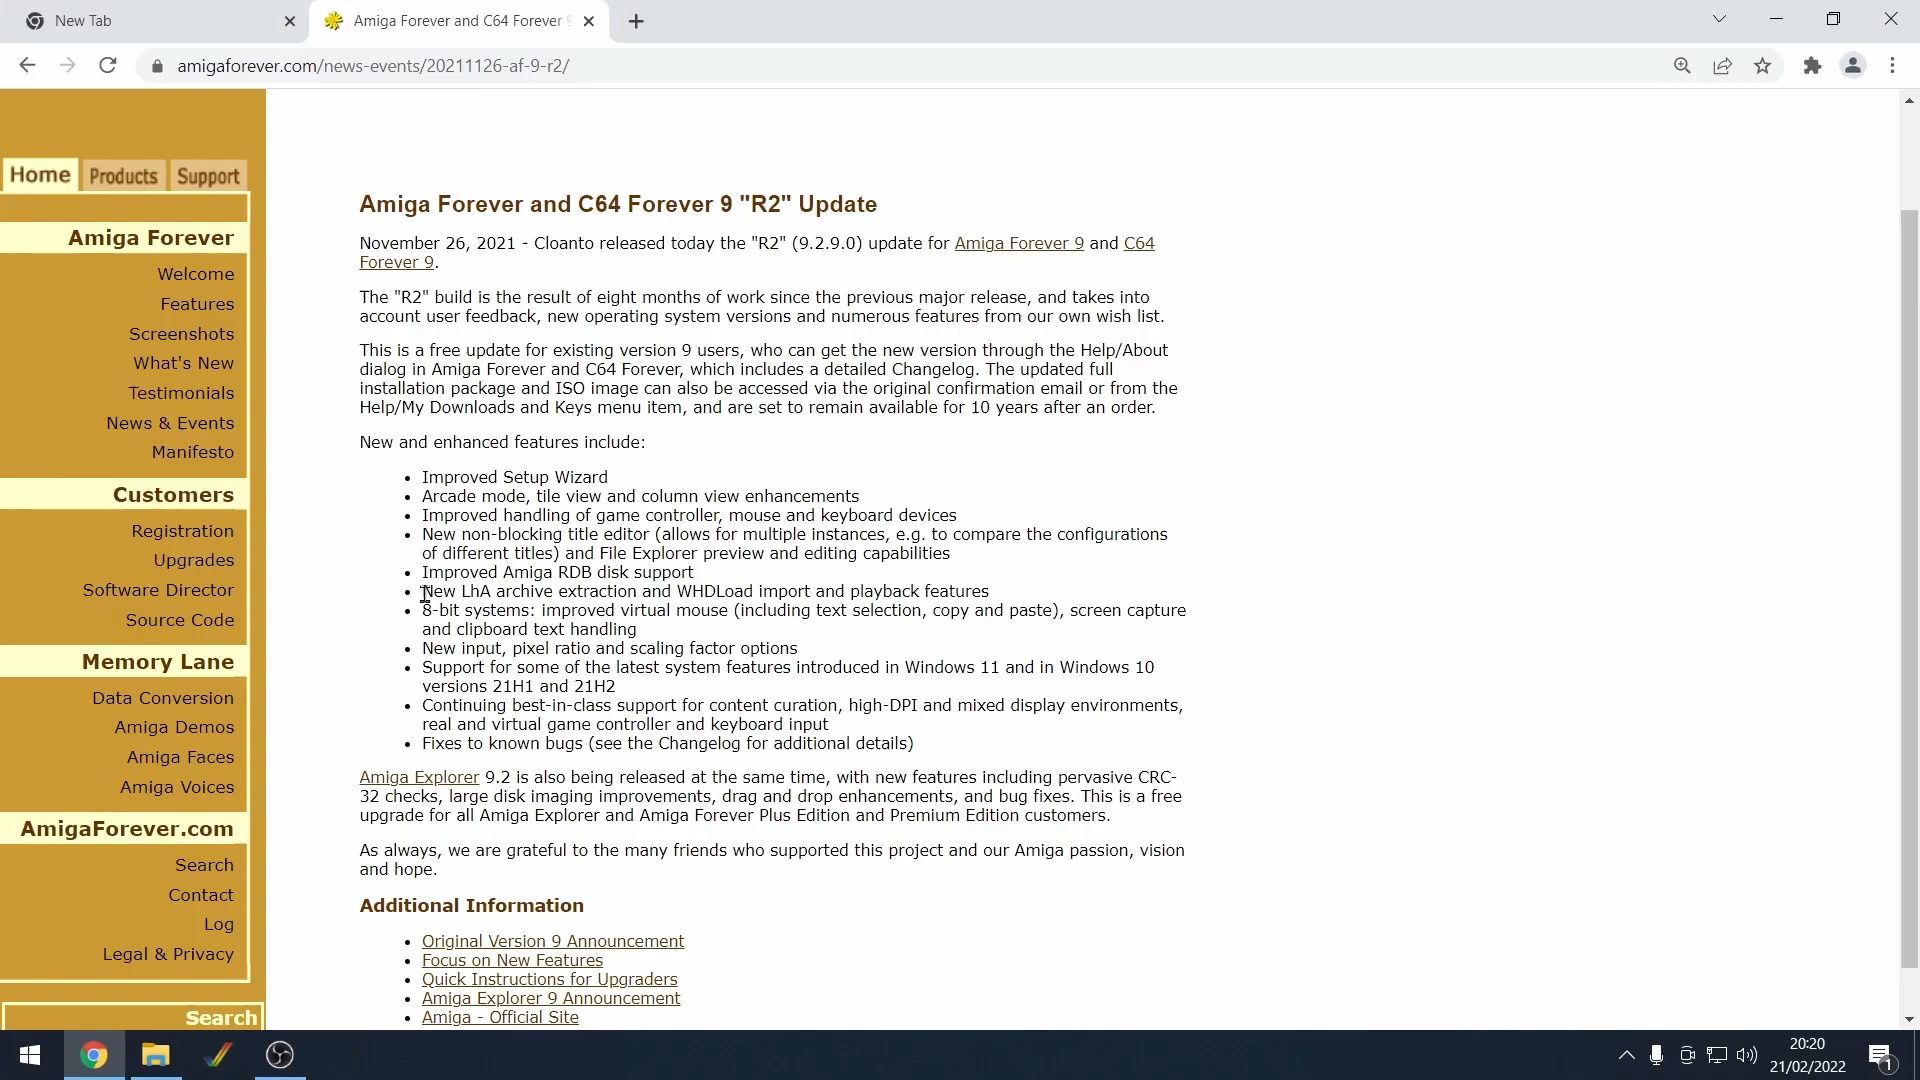 New Tab
Amiga Forever and C64 Forever 9
amigaforever.com/news-events/20211126-af-9-r2/
Home
Products
Support
Amiga Forever
Welcome
Features
Screenshots
What's New
Testimonials
News & Events
Manifesto
Customers
Registration
Upgrades
Software Director
Source Code
Memory Lane
Data Conversion
Amiga Demos
Amiga Faces
Amiga Voices
AmigaForever.com
Search
Contact
Log
Legal & Privacy
Search
Amiga Forever and C64 Forever 9 "R2" Update
November 26, 2021 - Cloanto released today the "R2" (9.2.9.0) update for Amiga Forever 9 and C64
Forever 9.
The "R2" build is the result of eight months of work since the previous major release, and takes into
account user feedback, new operating system versions and numerous features from our own wish list.
This is a free update for existing version 9 users, who can get the new version through the Help/About
dialog in Amiga Forever and C64 Forever, which includes a detailed Changelog. The updated full
installation package and ISO image can also be accessed via the original confirmation email or from the
Help/My Downloads and Keys menu item, and are set to remain available for 10 years after an order.
New and enhanced features include:
• Improved Setup Wizard
• Arcade mode, tile view and column view enhancements
• Improved handling of game controller, mouse and keyboard devices
• New non-blocking title editor (allows for multiple instances, e.g. to compare the configurations
of different titles) and File Explorer preview and editing capabilities
• Improved Amiga RDB disk support
• New LhA archive extraction and WHDLoad import and playback features
• 8-bit systems: improved virtual mouse (including text selection, copy and paste), screen capture
and clipboard text handling
• New input, pixel ratio and scaling factor options
• Support for some of the latest system features introduced in Windows 11 and in Windows 10
versions 21H1 and 21H2
• Continuing best-in-class support for content curation, high-DPI and mixed display environments,
real and virtual game controller and keyboard input
• Fixes to known bugs (see the Changelog for additional details)
Amiga Explorer 9.2 is also being released at the same time, with new features including pervasive CRC-
32 checks, large disk imaging improvements, drag and drop enhancements, and bug fixes. This is a free
upgrade for all Amiga Explorer and Amiga Forever Plus Edition and Premium Edition customers.
As always, we are grateful to the many friends who supported this project and our Amiga passion, vision
and hope.
Additional Information
• Original Version 9 Announcement
• Focus on New Features
• Quick Instructions for Upgraders
• Amiga Explorer 9 Announcement
• Amiga - Official Site
20:20
21/02/2022
1